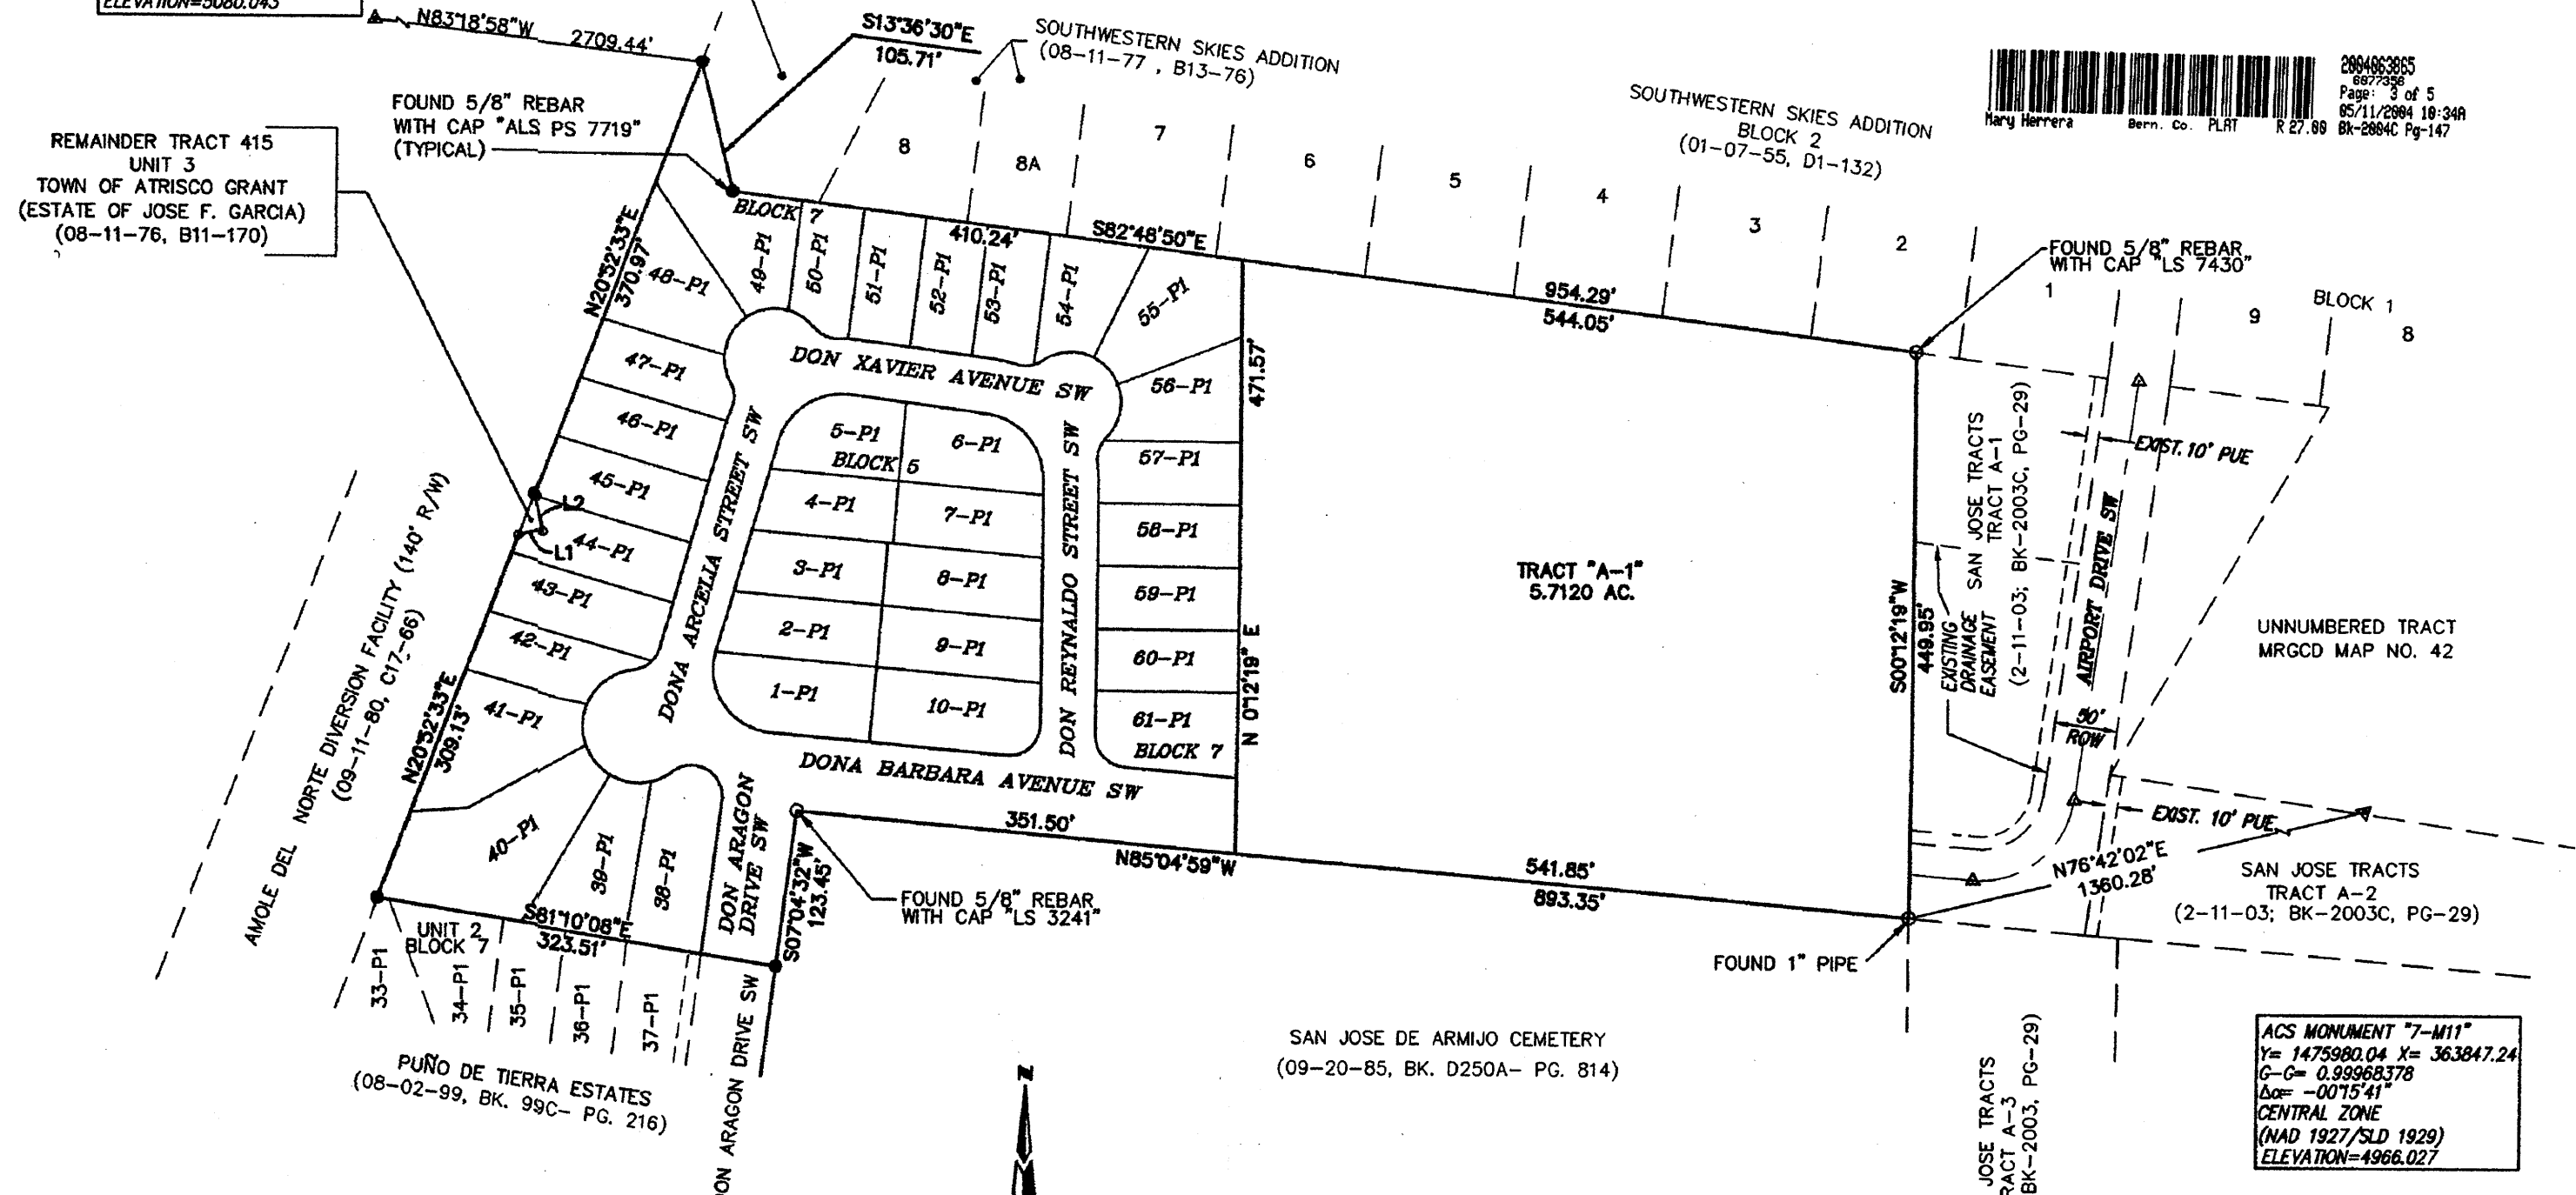 ELEVATION=5080.043
N83°18'58"W 2709.44'
S13°36'30"E
105.71'
SOUTHWESTERN SKIES ADDITION
(08-11-77 , B13-76)
FOUND 5/8" REBAR
WITH CAP "ALS PS 7719"
(TYPICAL)
REMAINDER TRACT 415
UNIT 3
TOWN OF ATRISCO GRANT
(ESTATE OF JOSE F. GARCIA)
(08-11-76, B11-170)
SOUTHWESTERN SKIES ADDITION
BLOCK 2
(01-07-55, D1-132)
Mary Herrera Bern. Co. PLAT R 27.00
2004063865
6077356
Page: 3 of 5
05/11/2004 10:34A
Bk-2004C Pg-147
8
8A
7
6
5
4
3
2
1
9
8
BLOCK 1
FOUND 5/8" REBAR
WITH CAP "LS 7430"
BLOCK 7
410.24'
S82°48'50"E
954.29'
544.05'
N20°52'33"E
370.97'
48-P1
49-P1
50-P1
51-P1
52-P1
53-P1
54-P1
55-P1
56-P1
57-P1
58-P1
59-P1
60-P1
61-P1
BLOCK 7
47-P1
46-P1
45-P1
44-P1
43-P1
42-P1
41-P1
40-P1
39-P1
38-P1
L2
L1
DON XAVIER AVENUE SW
DONA ARCELIA STREET SW
DON REYNALDO STREET SW
DONA BARBARA AVENUE SW
DON ARAGON
DRIVE SW
5-P1
6-P1
BLOCK 5
4-P1
7-P1
3-P1
8-P1
2-P1
9-P1
1-P1
10-P1
471.57'
N 0°12'19" E
TRACT "A-1"
5.7120 AC.
S00°12'19"W
449.95'
EXISTING
DRAINAGE
EASEMENT
SAN JOSE TRACTS
TRACT A-1
(2-11-03; BK-2003C, PG-29)
EXIST. 10' PUE
AIRPORT DRIVE SW
50'
ROW
UNNUMBERED TRACT
MRGCD MAP NO. 42
EXIST. 10' PUE
N76°42'02"E
1360.28'
SAN JOSE TRACTS
TRACT A-2
(2-11-03; BK-2003C, PG-29)
AMOLE DEL NORTE DIVERSION FACILITY (140' R/W)
(09-11-80, C17-66)
N20°52'33"E
309.13'
351.50'
N85°04'59"W
541.85'
893.35'
S07°04'32"W
123.45'
FOUND 5/8" REBAR
WITH CAP "LS 3241"
FOUND 1" PIPE
S81°10'08"E
323.51'
UNIT 2
BLOCK 7
33-P1
34-P1
35-P1
36-P1
37-P1
PUÑO DE TIERRA ESTATES
(08-02-99, BK. 99C- PG. 216)
DON ARAGON DRIVE SW
SAN JOSE DE ARMIJO CEMETERY
(09-20-85, BK. D250A- PG. 814)
JOSE TRACTS
RACT A-3
BK-2003, PG-29)
ACS MONUMENT "7-M11"
Y= 1475980.04 X= 363847.24
G-G= 0.99968378
Δα= -00°15'41"
CENTRAL ZONE
(NAD 1927/SLD 1929)
ELEVATION=4966.027